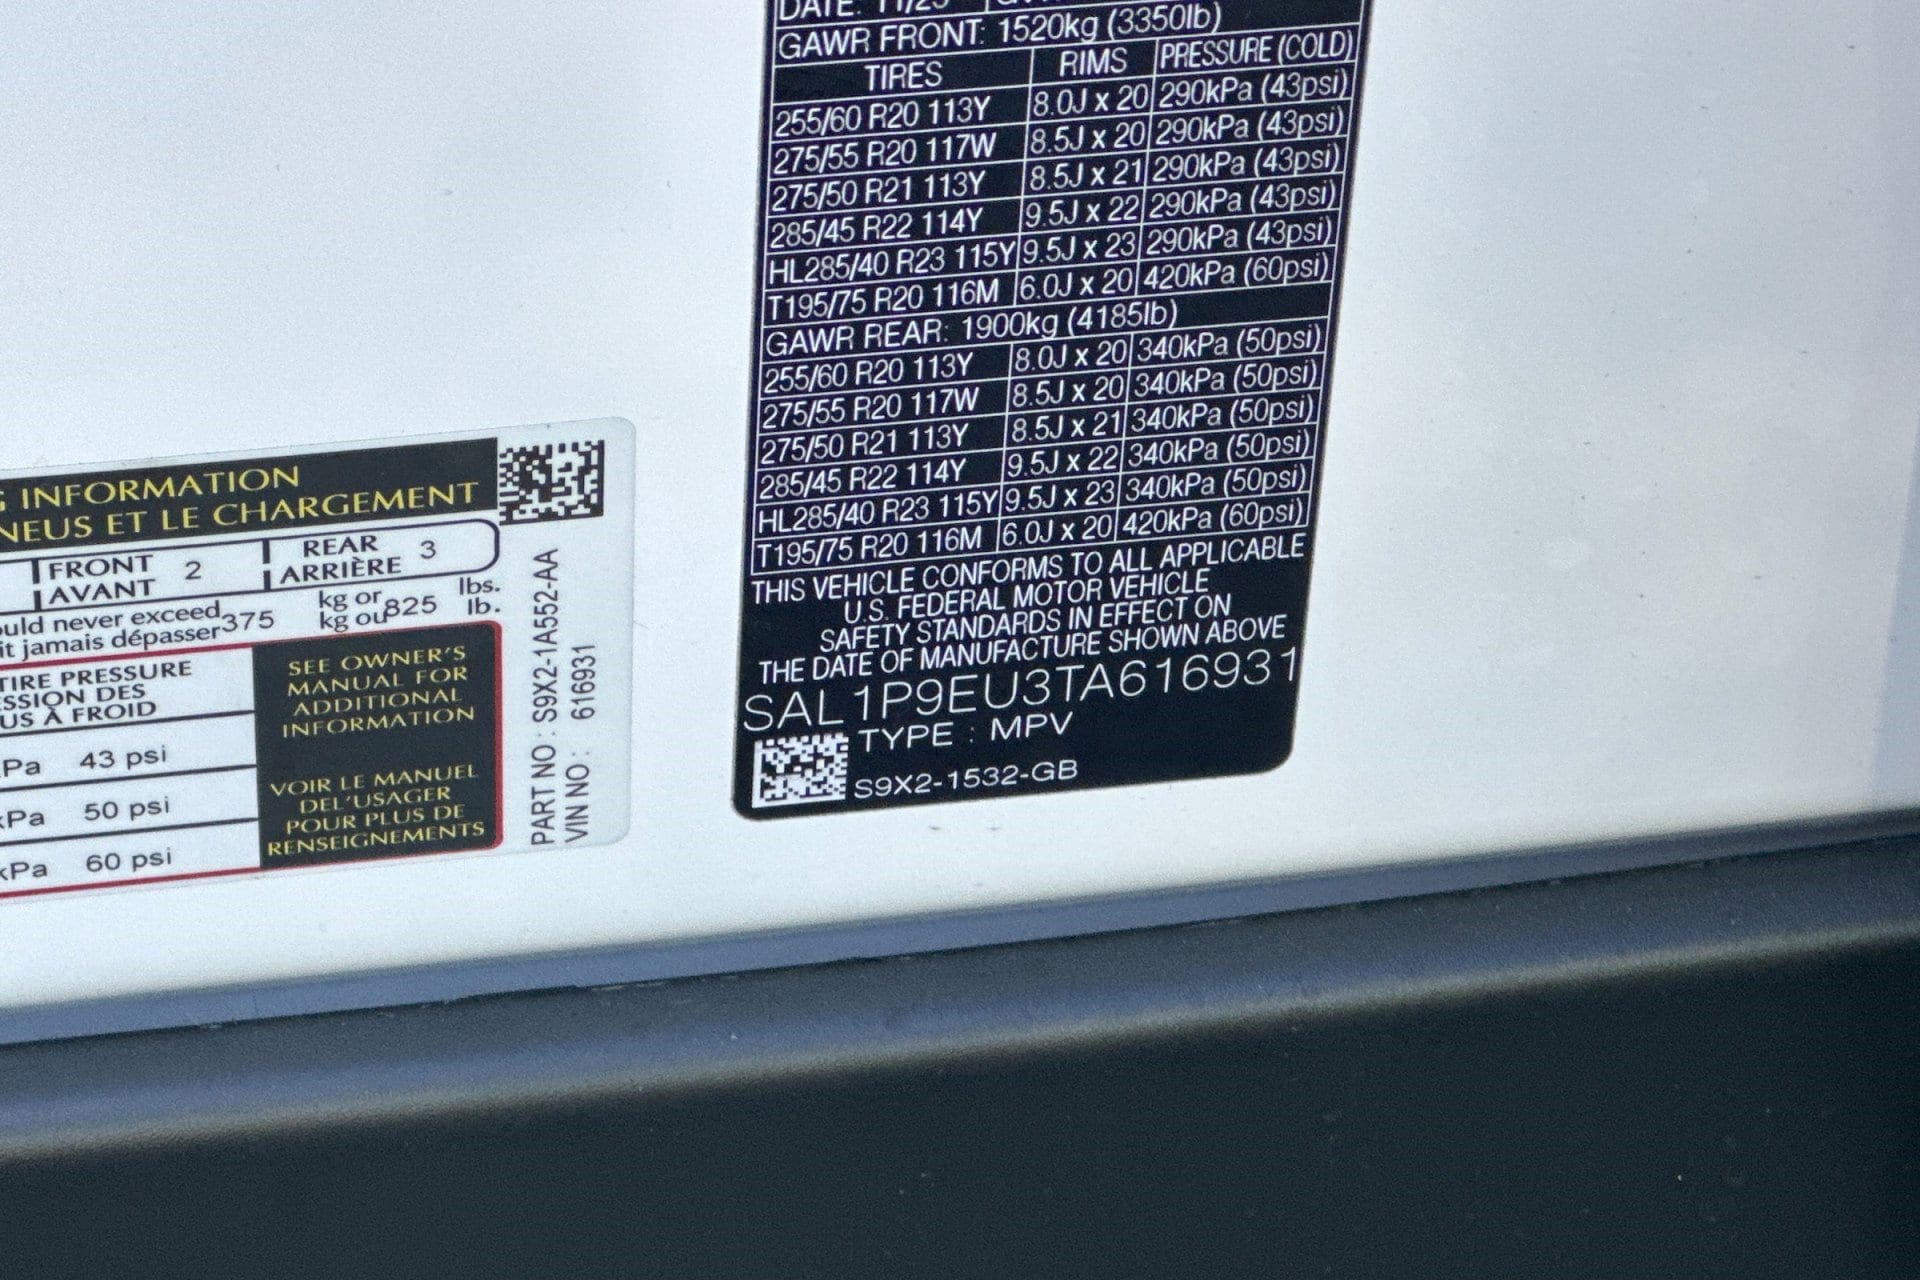 DATE: 11/25
GAWR FRONT: 1520kg (3350lb)
TIRES RIMS PRESSURE (COLD)
255/60 R20 113Y 8.0J x 20 290kPa (43psi)
275/55 R20 117W 8.5J x 20 290kPa (43psi)
275/50 R21 113Y 8.5J x 21 290kPa (43psi)
285/45 R22 114Y 9.5J x 22 290kPa (43psi)
HL285/40 R23 115Y 9.5J x 23 290kPa (43psi)
T195/75 R20 116M 6.0J x 20 420kPa (60psi)
GAWR REAR: 1900kg (4185lb)
255/60 R20 113Y 8.0J x 20 340kPa (50psi)
275/55 R20 117W 8.5J x 20 340kPa (50psi)
275/50 R21 113Y 8.5J x 21 340kPa (50psi)
285/45 R22 114Y 9.5J x 22 340kPa (50psi)
HL285/40 R23 115Y 9.5J x 23 340kPa (50psi)
T195/75 R20 116M 6.0J x 20 420kPa (60psi)
THIS VEHICLE CONFORMS TO ALL APPLICABLE
U.S. FEDERAL MOTOR VEHICLE
SAFETY STANDARDS IN EFFECT ON
THE DATE OF MANUFACTURE SHOWN ABOVE
SAL1P9EU3TA616931
TYPE : MPV
S9X2-1532-GB
G INFORMATION
NEUS ET LE CHARGEMENT
FRONT 2 REAR 3
AVANT ARRIÈRE
ould never exceed 375 kg or 825 lbs.
it jamais dépasser kg ou lb.
TIRE PRESSURE
ESSION DES
US À FROID
Pa 43 psi
kPa 50 psi
kPa 60 psi
SEE OWNER'S
MANUAL FOR
ADDITIONAL
INFORMATION
VOIR LE MANUEL
DEL'USAGER
POUR PLUS DE
RENSEIGNEMENTS
PART NO : S9X2-1A552-AA
VIN NO : 616931